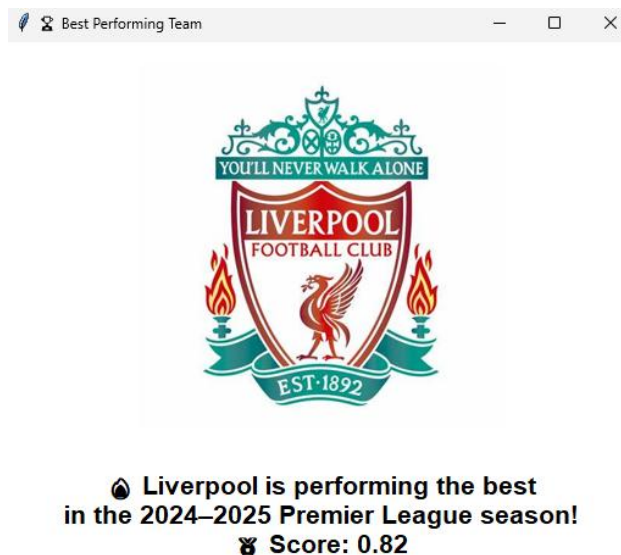 🏆 Best Performing Team
YOU'LL NEVER WALK ALONE
LIVERPOOL
FOOTBALL CLUB
EST·1892
🔥 Liverpool is performing the best
in the 2024–2025 Premier League season!
🏅 Score: 0.82